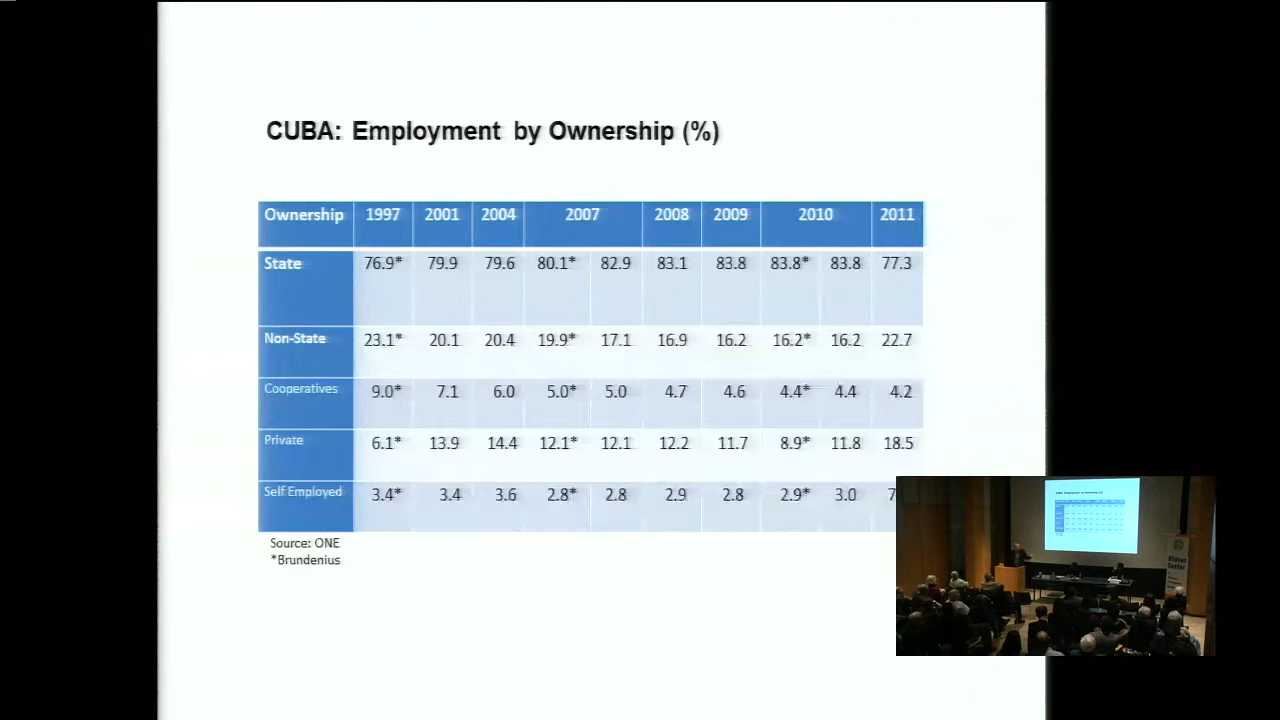 CUBA: Employment by Ownership (%)
Ownership 1997 2001 2004 2007 2008 2009 2010 2011
State 76.9* 79.9 79.6 80.1* 82.9 83.1 83.8 83.8* 83.8 77.3
Non-State 23.1* 20.1 20.4 19.9* 17.1 16.9 16.2 16.2* 16.2 22.7
Cooperatives 9.0* 7.1 6.0 5.0* 5.0 4.7 4.6 4.4* 4.4 4.2
Private 6.1* 13.9 14.4 12.1* 12.1 12.2 11.7 8.9* 11.8 18.5
Self Employed 3.4* 3.4 3.6 2.8* 2.8 2.9 2.8 2.9* 3.0 7
Source: ONE
*Brundenius
CUBA: Employment by Ownership (%)
Center